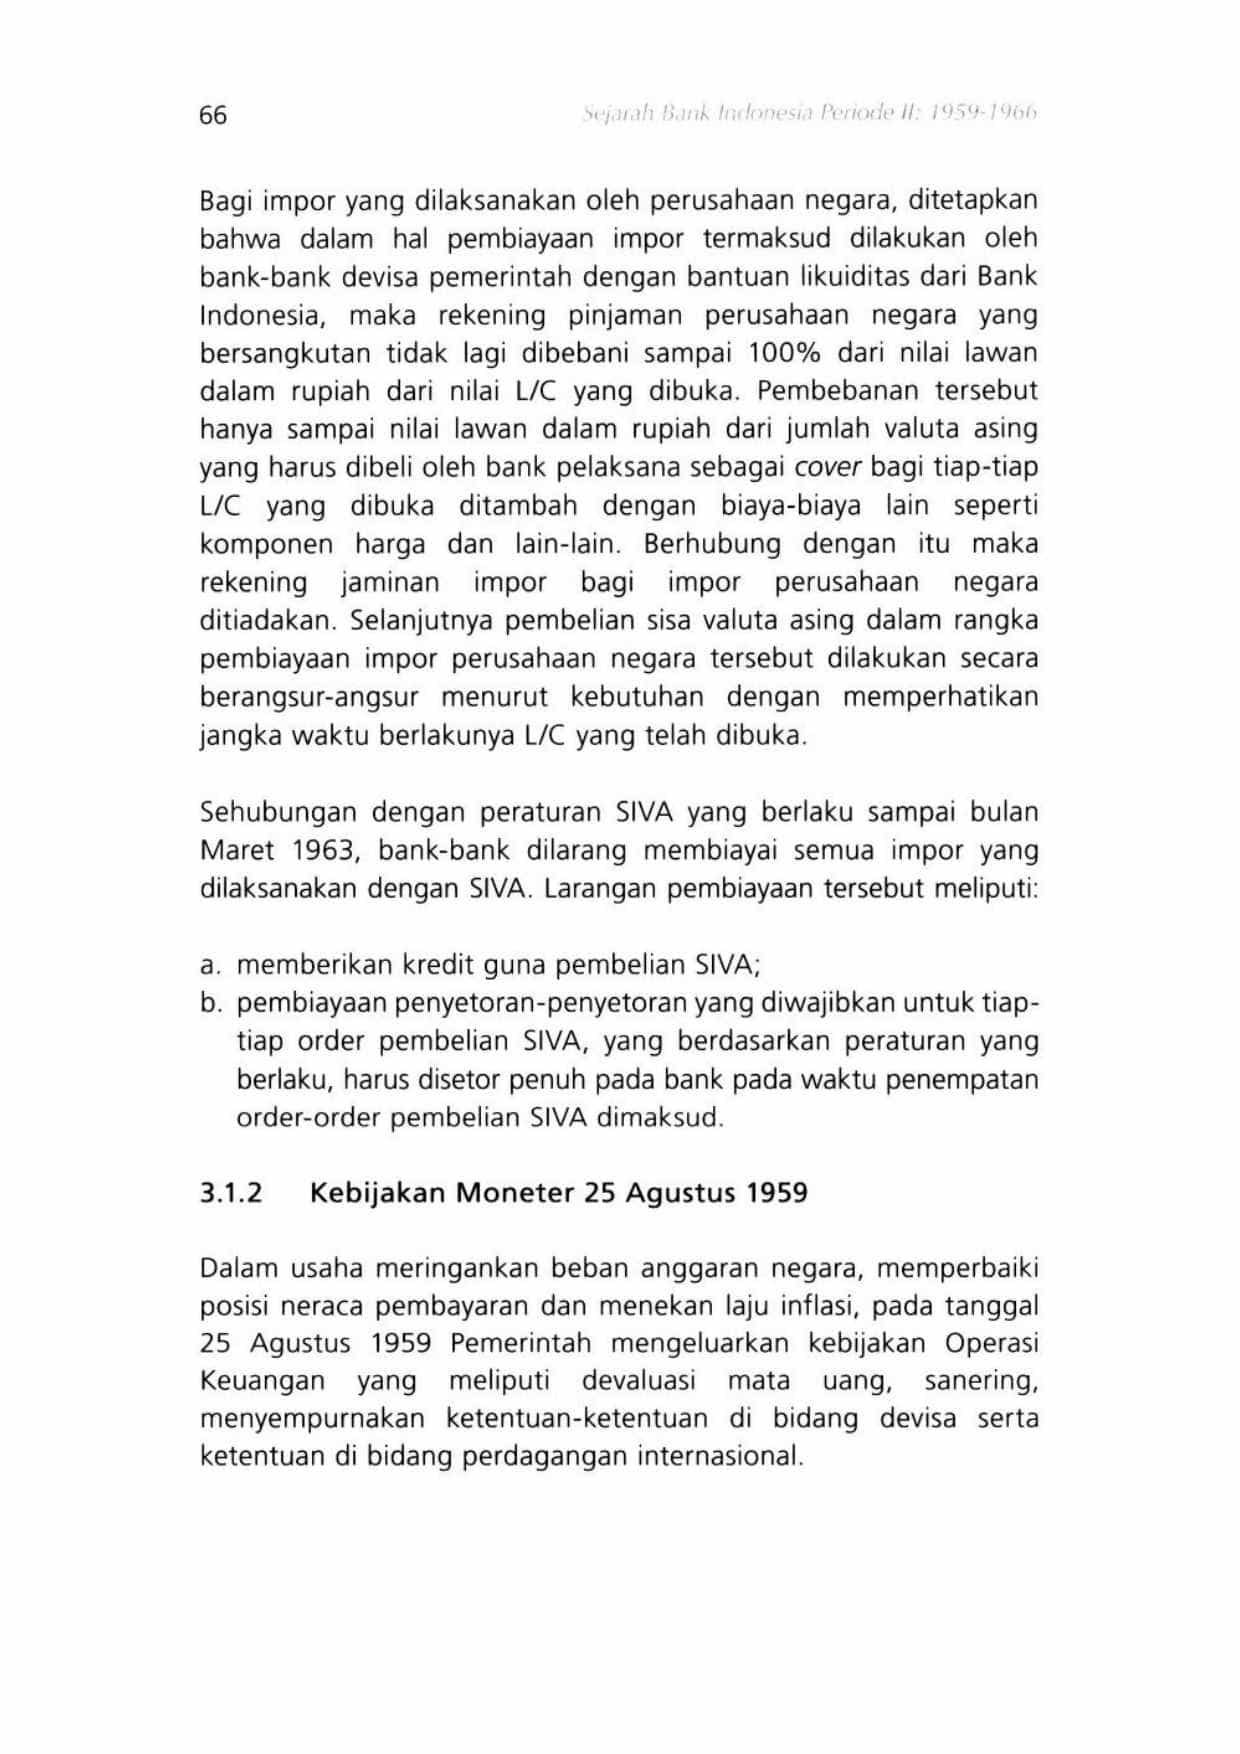 66
Sejarah Bank Indonesia Periode II: 1959-1966
Bagi impor yang dilaksanakan oleh perusahaan negara, ditetapkan
bahwa dalam hal pembiayaan impor termaksud dilakukan oleh
bank-bank devisa pemerintah dengan bantuan likuiditas dari Bank
Indonesia, maka rekening pinjaman perusahaan negara yang
bersangkutan tidak lagi dibebani sampai 100% dari nilai lawan
dalam rupiah dari nilai L/C yang dibuka. Pembebanan tersebut
hanya sampai nilai lawan dalam rupiah dari jumlah valuta asing
yang harus dibeli oleh bank pelaksana sebagai cover bagi tiap-tiap
L/C yang dibuka ditambah dengan biaya-biaya lain seperti
komponen harga dan lain-lain. Berhubung dengan itu maka
rekening jaminan impor bagi impor perusahaan negara
ditiadakan. Selanjutnya pembelian sisa valuta asing dalam rangka
pembiayaan impor perusahaan negara tersebut dilakukan secara
berangsur-angsur menurut kebutuhan dengan memperhatikan
jangka waktu berlakunya L/C yang telah dibuka.
Sehubungan dengan peraturan SIVA yang berlaku sampai bulan
Maret 1963, bank-bank dilarang membiayai semua impor yang
dilaksanakan dengan SIVA. Larangan pembiayaan tersebut meliputi:
a. memberikan kredit guna pembelian SIVA;
b. pembiayaan penyetoran-penyetoran yang diwajibkan untuk tiap-
tiap order pembelian SIVA, yang berdasarkan peraturan yang
berlaku, harus disetor penuh pada bank pada waktu penempatan
order-order pembelian SIVA dimaksud.
3.1.2 Kebijakan Moneter 25 Agustus 1959
Dalam usaha meringankan beban anggaran negara, memperbaiki
posisi neraca pembayaran dan menekan laju inflasi, pada tanggal
25 Agustus 1959 Pemerintah mengeluarkan kebijakan Operasi
Keuangan yang meliputi devaluasi mata uang, sanering,
menyempurnakan ketentuan-ketentuan di bidang devisa serta
ketentuan di bidang perdagangan internasional.